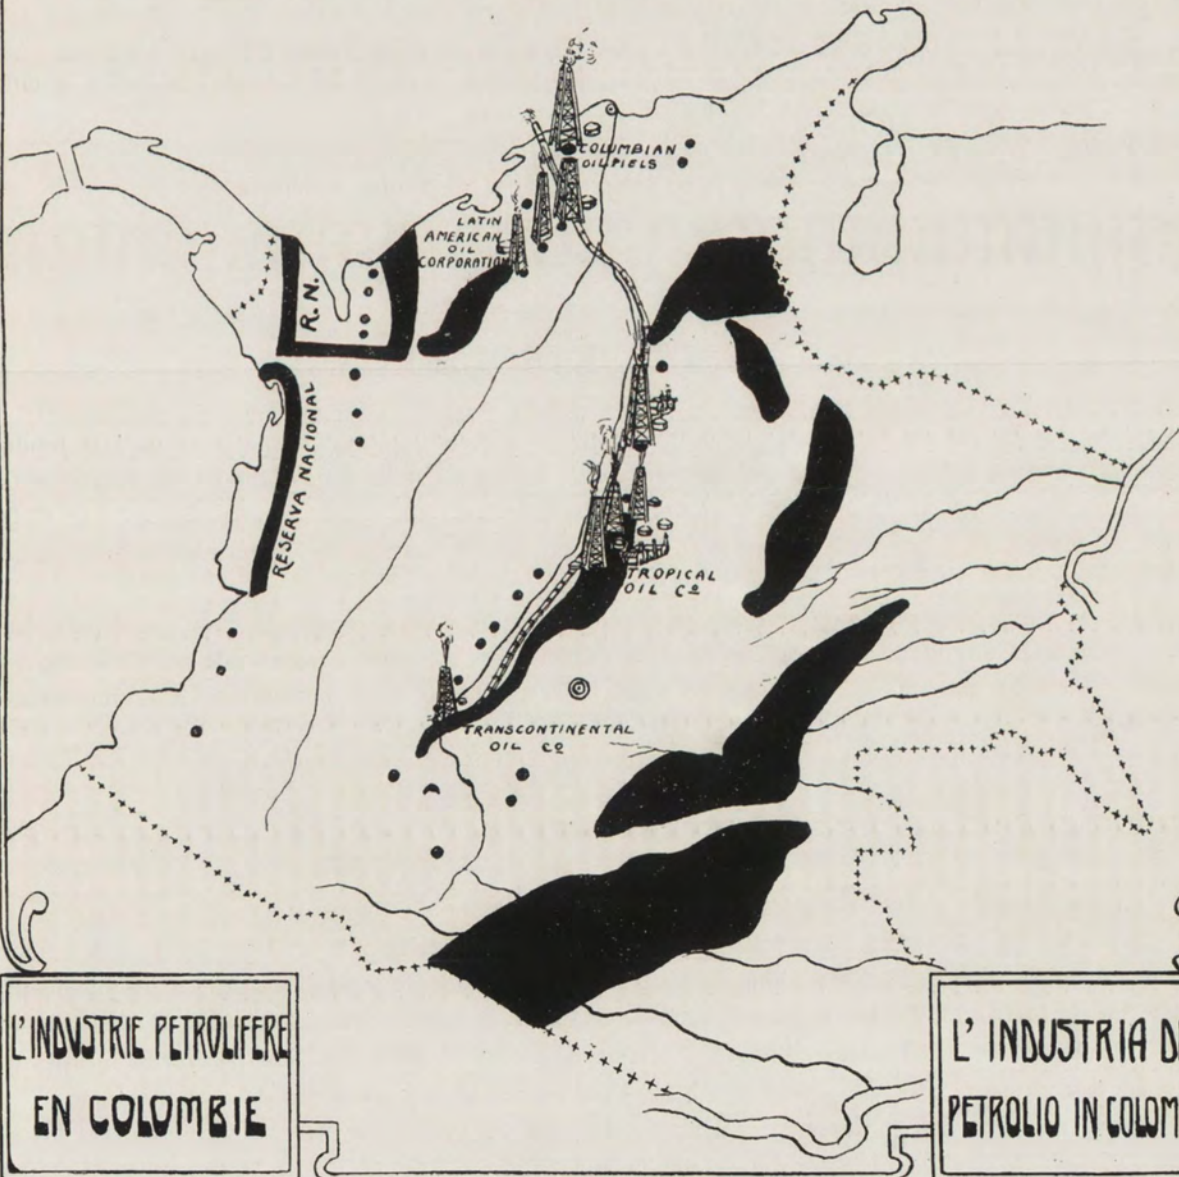 COLUMBIAN
OILFIELS
LATIN
AMERICAN
OIL
CORPORATION
R. N.
RESERVA NACIONAL
TROPICAL
OIL Cº
TRANSCONTINENTAL
OIL Cº
L'INDUSTRIE PETROLIFERE
EN COLOMBIE
L' INDUSTRIA D
PETROLIO IN COLOM